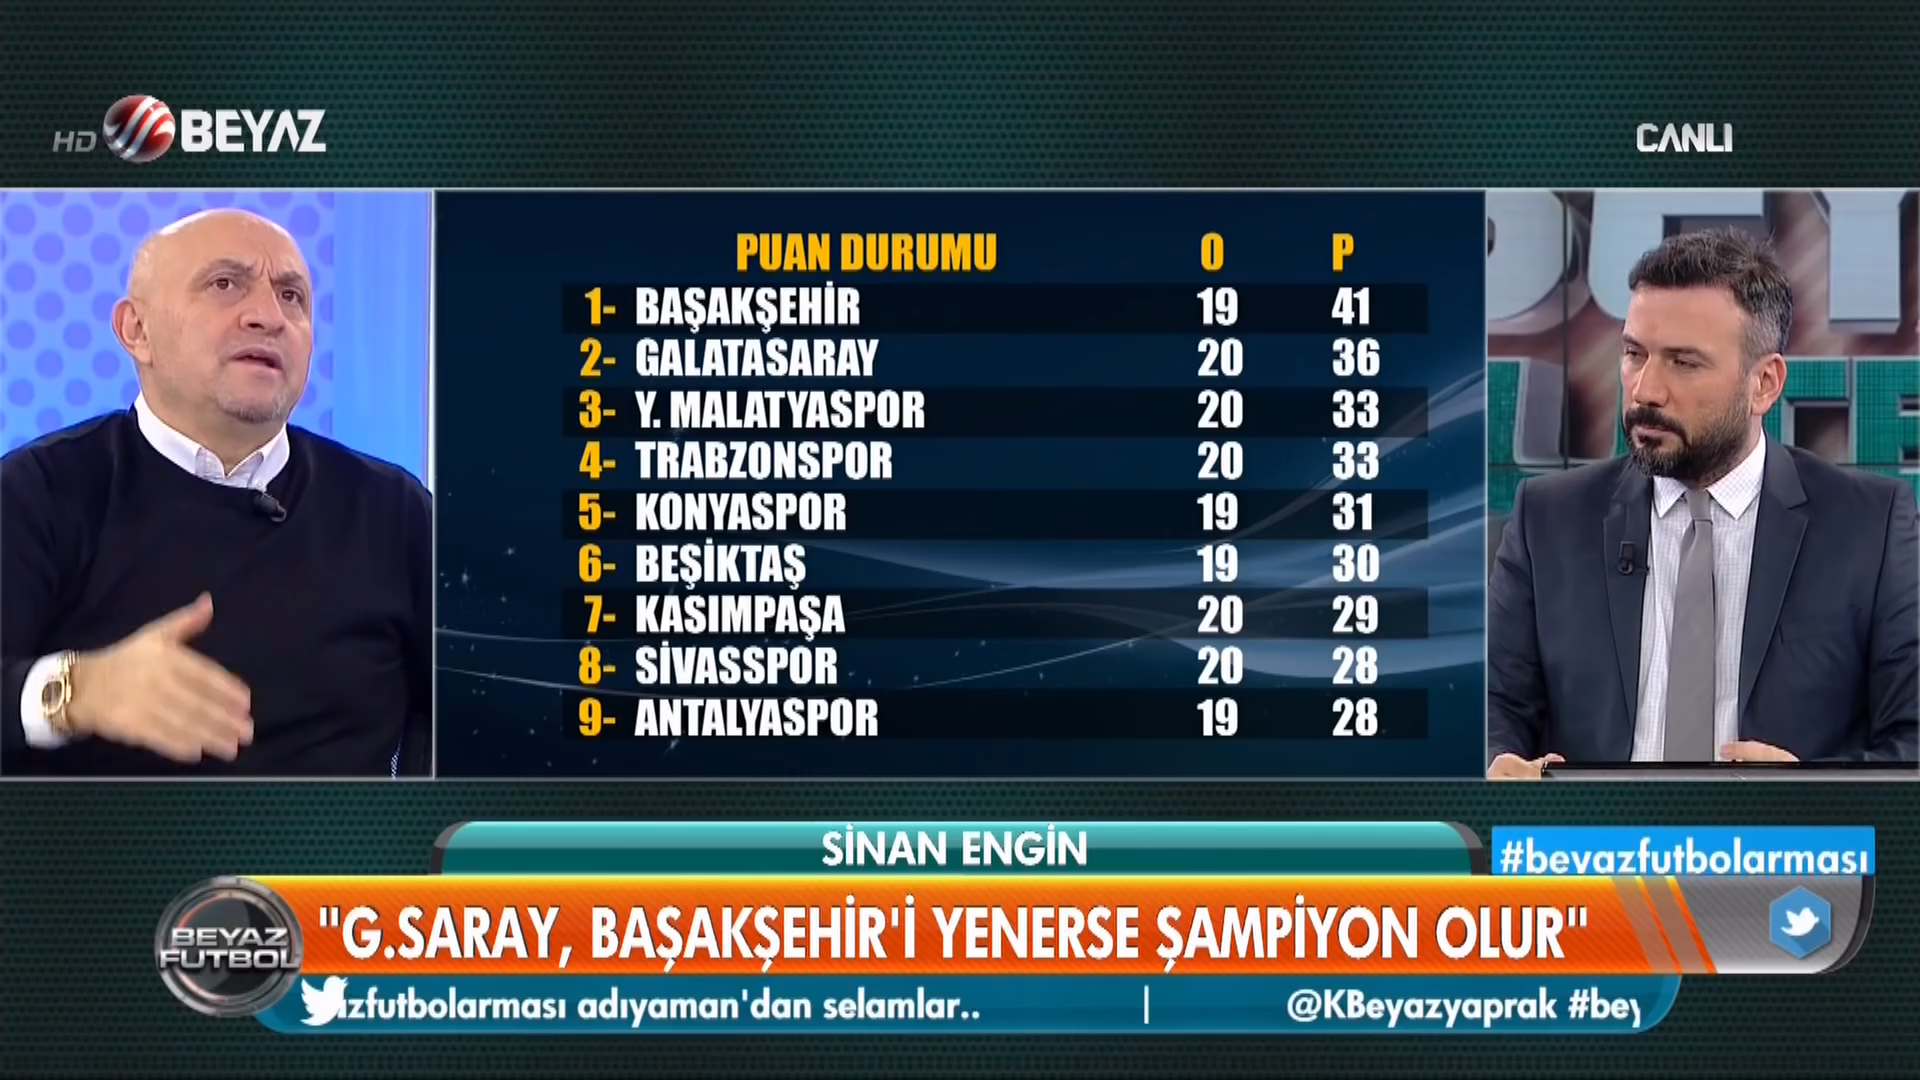 HD BEYAZ
CANLI
PUAN DURUMU O P
1- BAŞAKŞEHİR 19 41
2- GALATASARAY 20 36
3- Y. MALATYASPOR 20 33
4- TRABZONSPOR 20 33
5- KONYASPOR 19 31
6- BEŞİKTAŞ 19 30
7- KASIMPAŞA 20 29
8- SİVASSPOR 20 28
9- ANTALYASPOR 19 28
SİNAN ENGİN
#beyazfutbolarması
BEYAZ
FUTBOL
"G.SARAY, BAŞAKŞEHİR'İ YENERSE ŞAMPİYON OLUR"
izfutbolarması adıyaman'dan selamlar.. | @KBeyazyaprak #bey